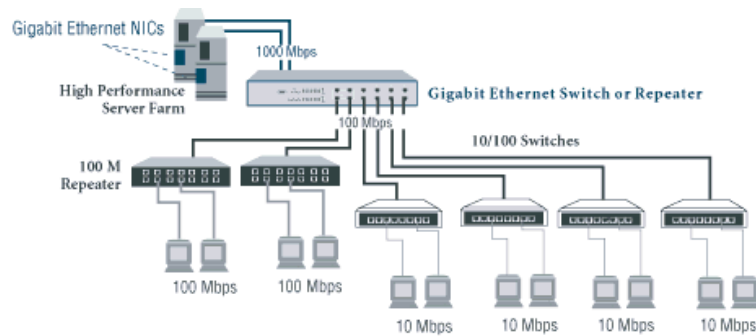 Gigabit Ethernet NICs
1000 Mbps
High Performance
Server Farm
Gigabit Ethernet Switch or Repeater
100 Mbps
10/100 Switches
100 M
Repeater
100 Mbps
100 Mbps
10 Mbps
10 Mbps
10 Mbps
10 Mbps